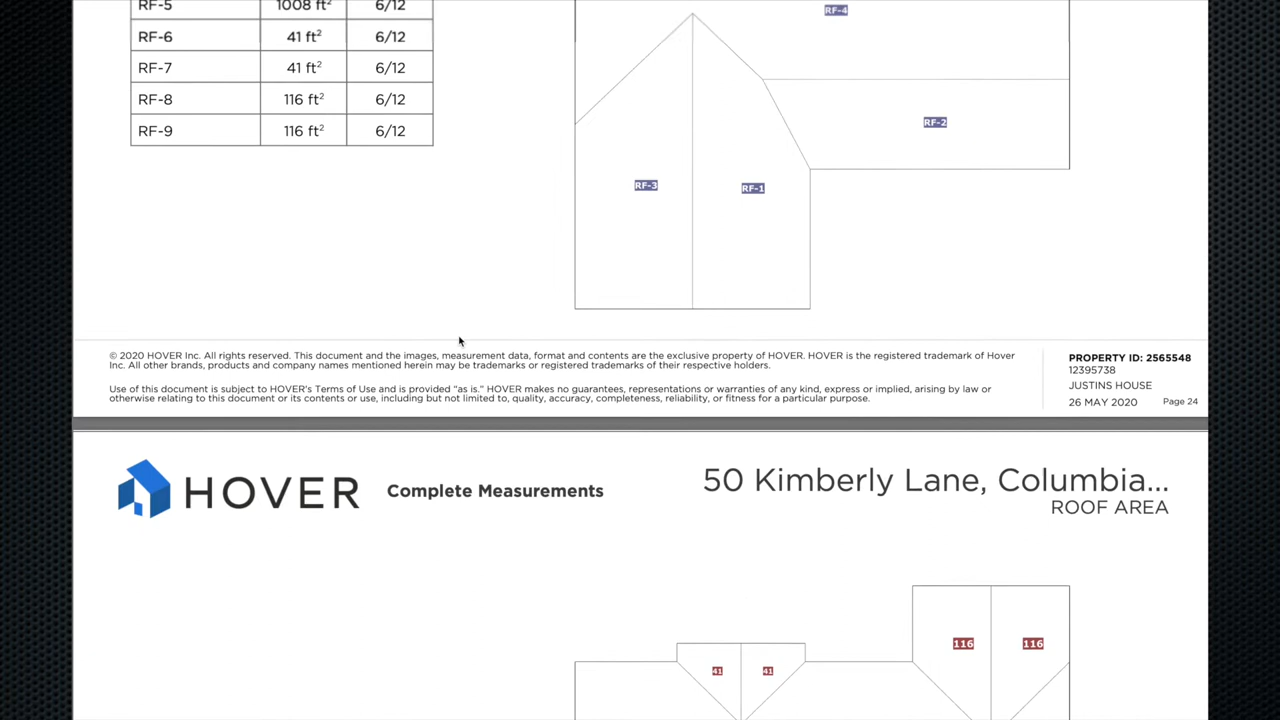 RF-5 1008 ft² 6/12
RF-6 41 ft² 6/12
RF-7 41 ft² 6/12
RF-8 116 ft² 6/12
RF-9 116 ft² 6/12
RF-4
RF-2
RF-3
RF-1
© 2020 HOVER Inc. All rights reserved. This document and the images, measurement data, format and contents are the exclusive property of HOVER. HOVER is the registered trademark of Hover
Inc. All other brands, products and company names mentioned herein may be trademarks or registered trademarks of their respective holders.
Use of this document is subject to HOVER's Terms of Use and is provided "as is." HOVER makes no guarantees, representations or warranties of any kind, express or implied, arising by law or
otherwise relating to this document or its contents or use, including but not limited to, quality, accuracy, completeness, reliability, or fitness for a particular purpose.
PROPERTY ID: 2565548
12395738
JUSTINS HOUSE
26 MAY 2020 Page 24
HOVER Complete Measurements
50 Kimberly Lane, Columbia...
ROOF AREA
116 116
41 41